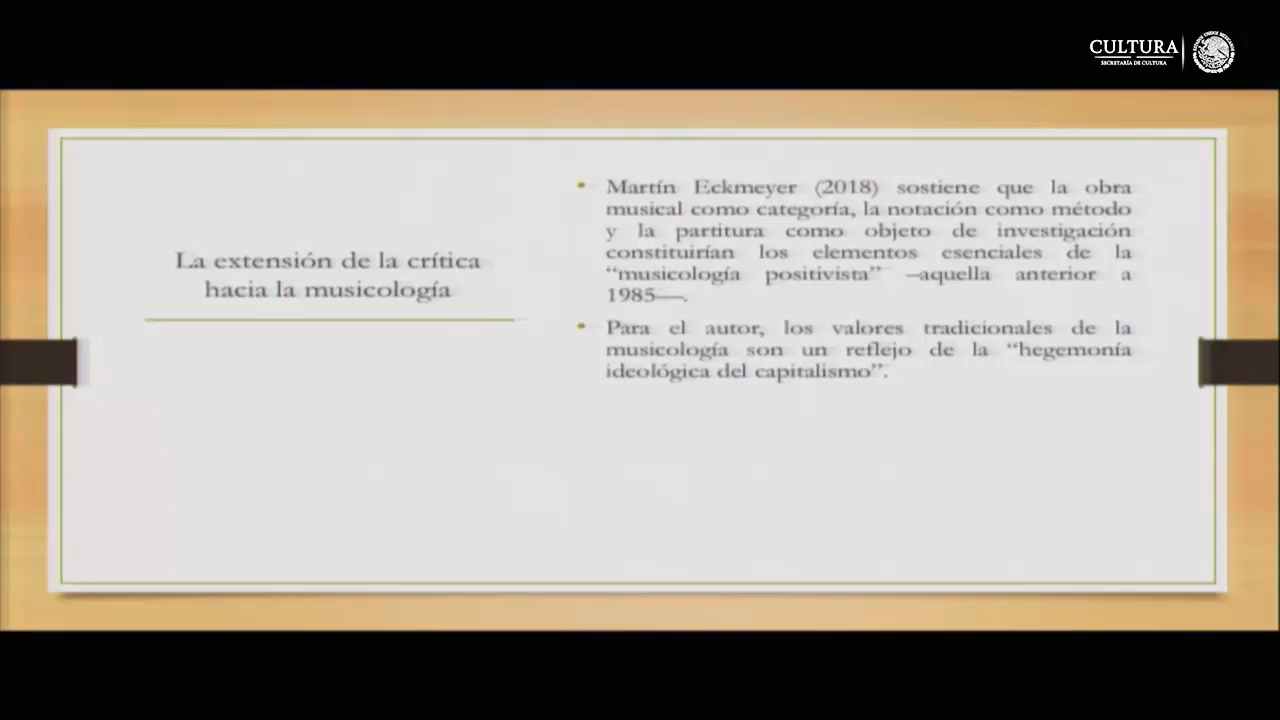 CULTURA
SECRETARÍA DE CULTURA
La extensión de la crítica
hacia la musicología
• Martín Eckmeyer (2018) sostiene que la obra
musical como categoría, la notación como método
y la partitura como objeto de investigación
constituirían los elementos esenciales de la
“musicología positivista” –aquella anterior a
1985—.
• Para el autor, los valores tradicionales de la
musicología son un reflejo de la “hegemonía
ideológica del capitalismo”.